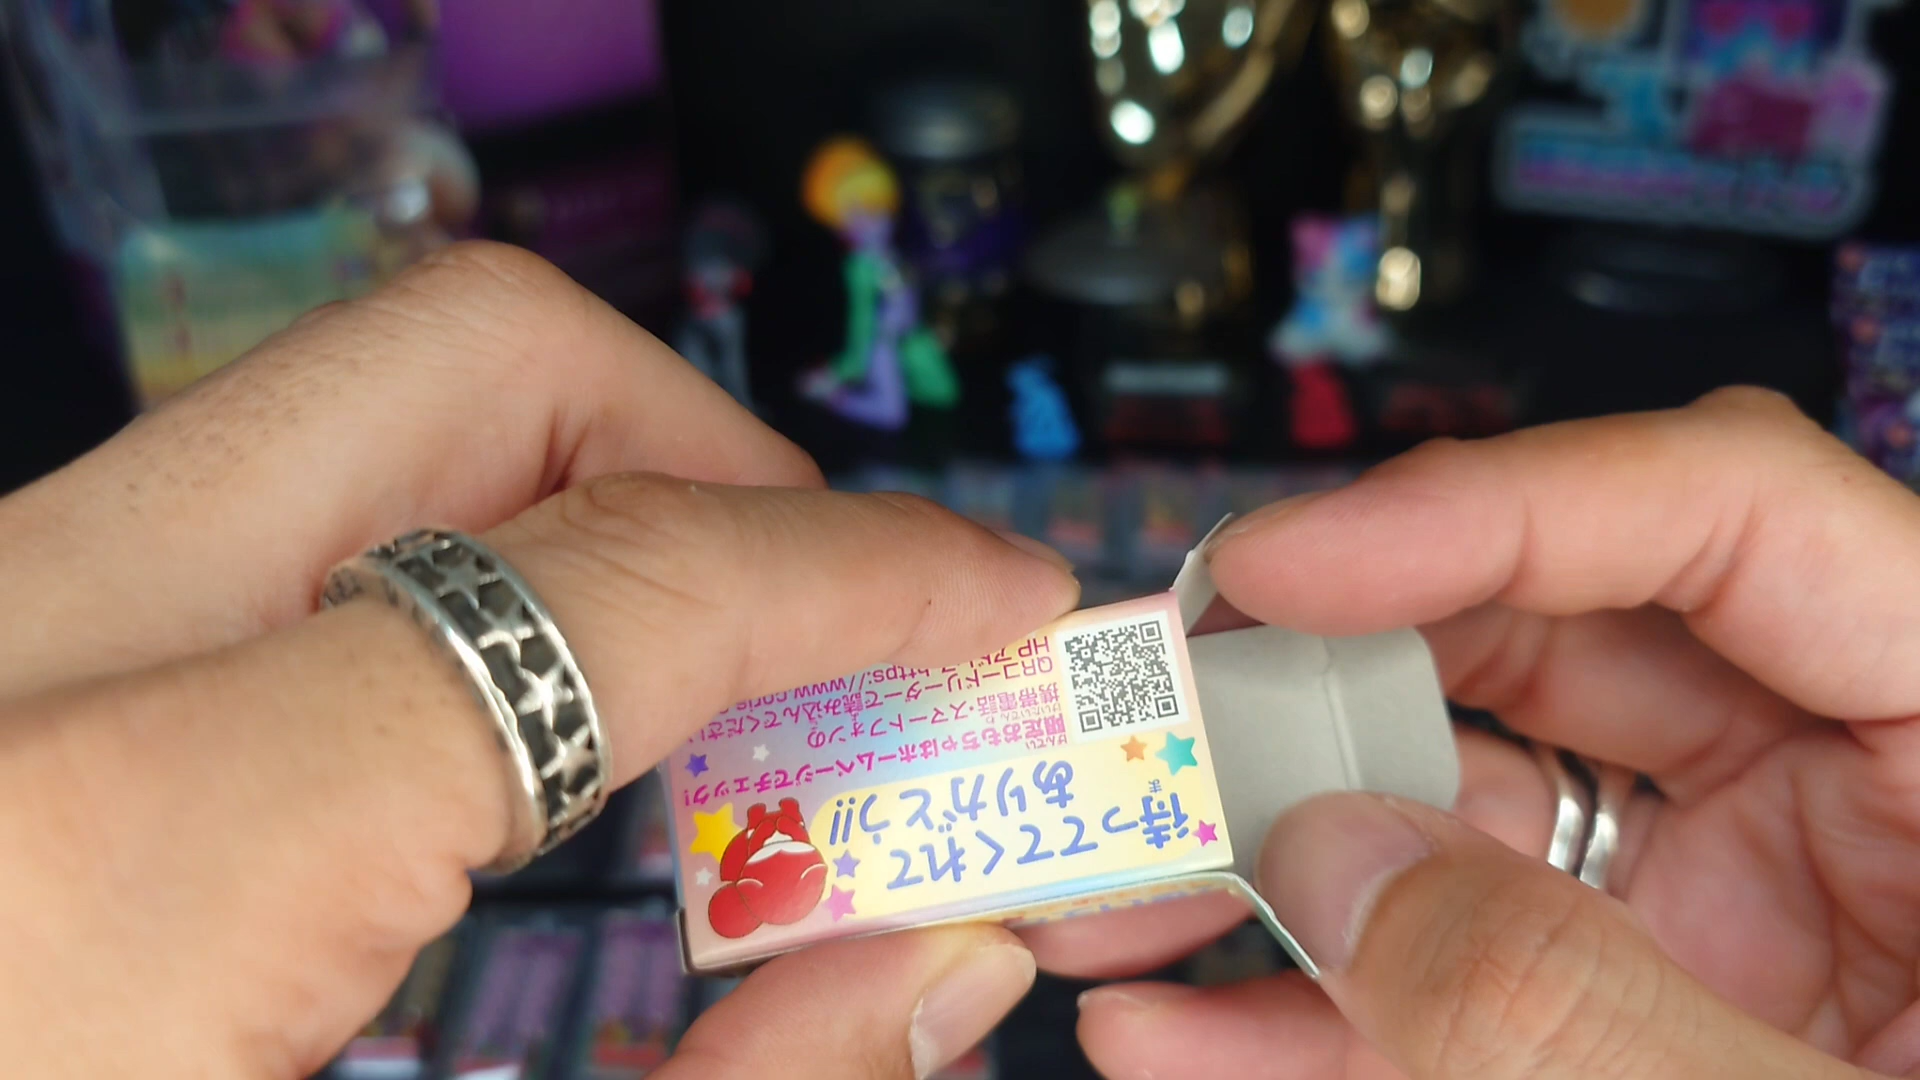 待っててくれて
ありがとう!!
限定おもちゃはホームページでチェック!
携帯電話・スマートフォンの
QRコードリーダーで読み込んでください
HP アドレス https://www.coris.